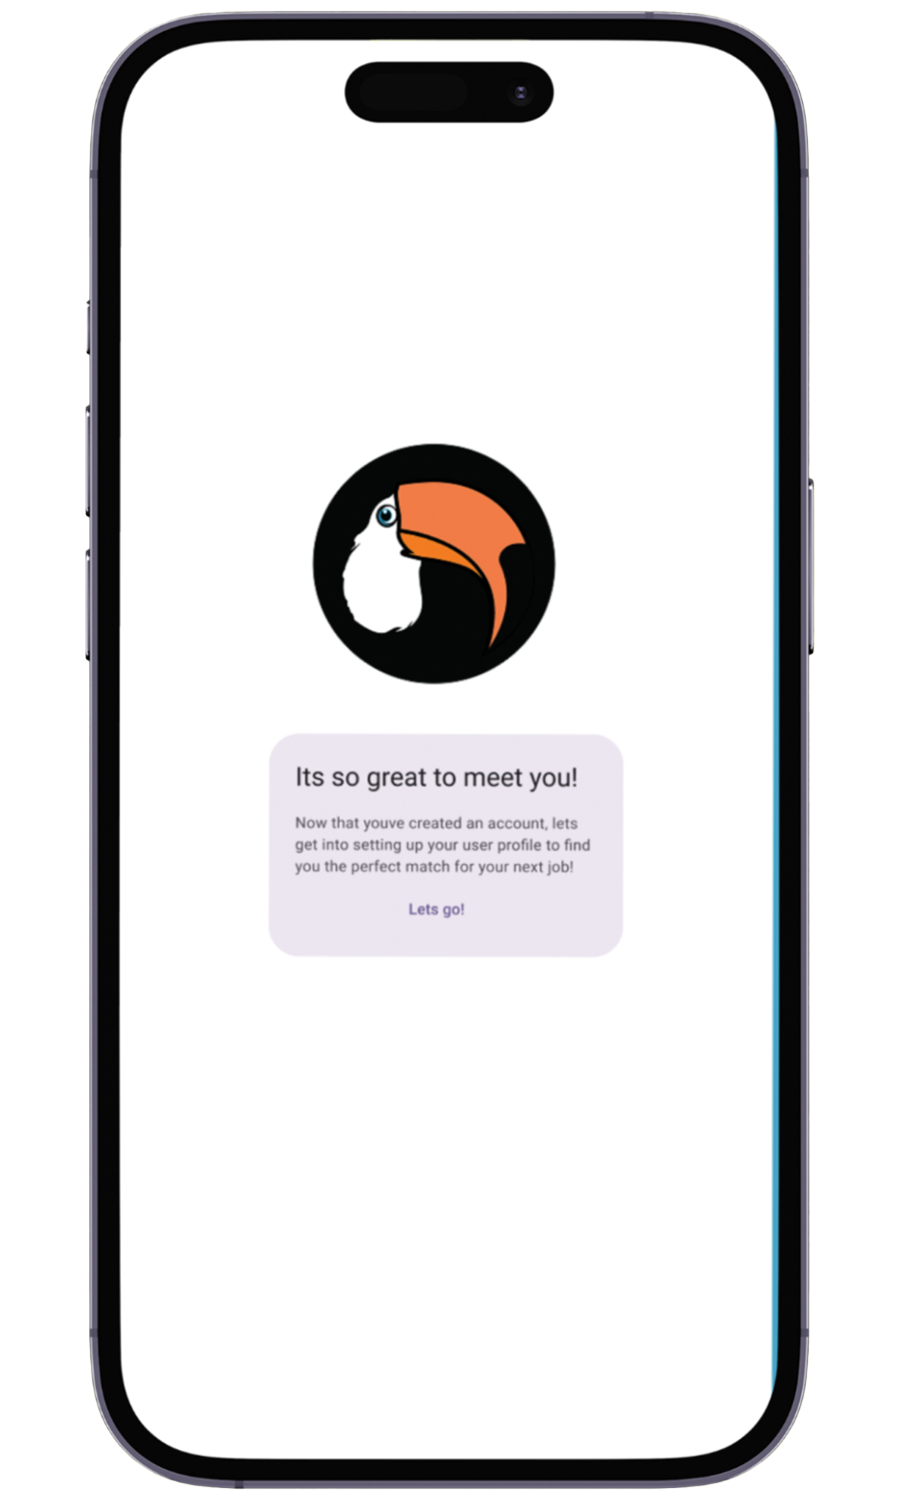 Its so great to meet you!
Now that youve created an account, lets
get into setting up your user profile to find
you the perfect match for your next job!
Lets go!